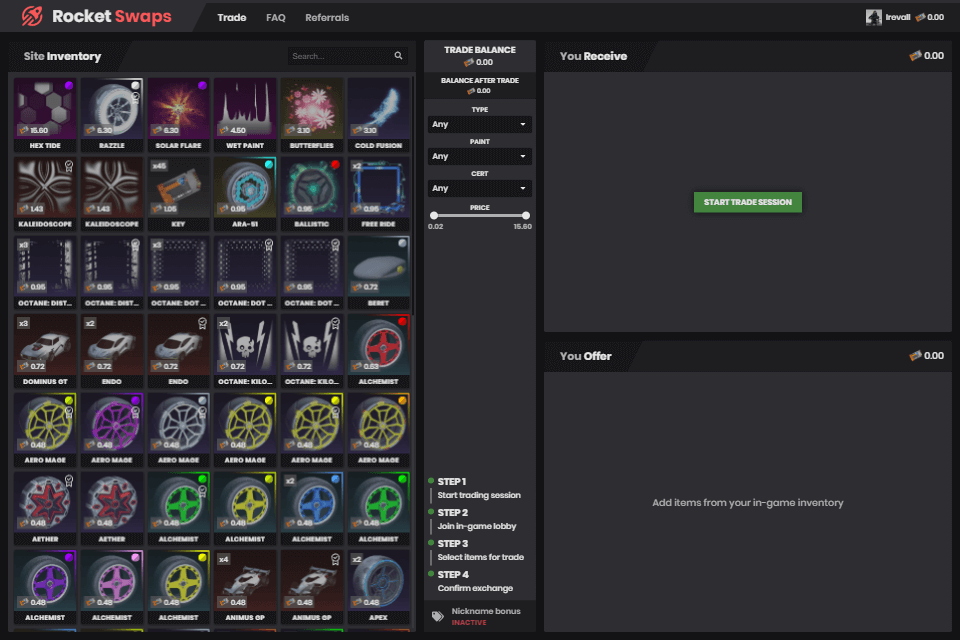 Rocket Swaps
Trade
FAQ
Referrals
lrevall
0.00
Site Inventory
Search...
15.60
HEX TIDE
6.30
RAZZLE
6.30
SOLAR FLARE
4.50
WET PAINT
3.10
BUTTERFLIES
3.10
COLD FUSION
1.43
KALEIDOSCOPE
1.43
KALEIDOSCOPE
x45
1.05
KEY
0.95
ARA-51
0.95
BALLISTIC
x2
0.95
FREE RIDE
x3
0.95
OCTANE: DIST...
0.95
OCTANE: DIST...
x3
0.95
OCTANE: DOT ...
0.95
OCTANE: DOT ...
0.95
OCTANE: DOT ...
0.72
BERET
x3
0.72
DOMINUS GT
x2
0.72
ENDO
0.72
ENDO
x2
0.72
OCTANE: KILO...
0.72
OCTANE: KILO...
0.63
ALCHEMIST
0.48
AERO MAGE
0.48
AERO MAGE
0.48
AERO MAGE
0.48
AERO MAGE
0.48
AERO MAGE
0.48
AERO MAGE
0.48
AETHER
0.48
AETHER
0.48
ALCHEMIST
0.48
ALCHEMIST
x2
0.48
ALCHEMIST
0.48
ALCHEMIST
0.48
ALCHEMIST
0.48
ALCHEMIST
0.48
ALCHEMIST
x4
0.48
ANIMUS GP
0.48
ANIMUS GP
x2
0.48
APEX
TRADE BALANCE
0.00
BALANCE AFTER TRADE
0.00
TYPE
Any
PAINT
Any
CERT
Any
PRICE
0.02
15.60
STEP 1
Start trading session
STEP 2
Join in-game lobby
STEP 3
Select items for trade
STEP 4
Confirm exchange
Nickname bonus
INACTIVE
You Receive
0.00
START TRADE SESSION
You Offer
0.00
Add items from your in-game inventory